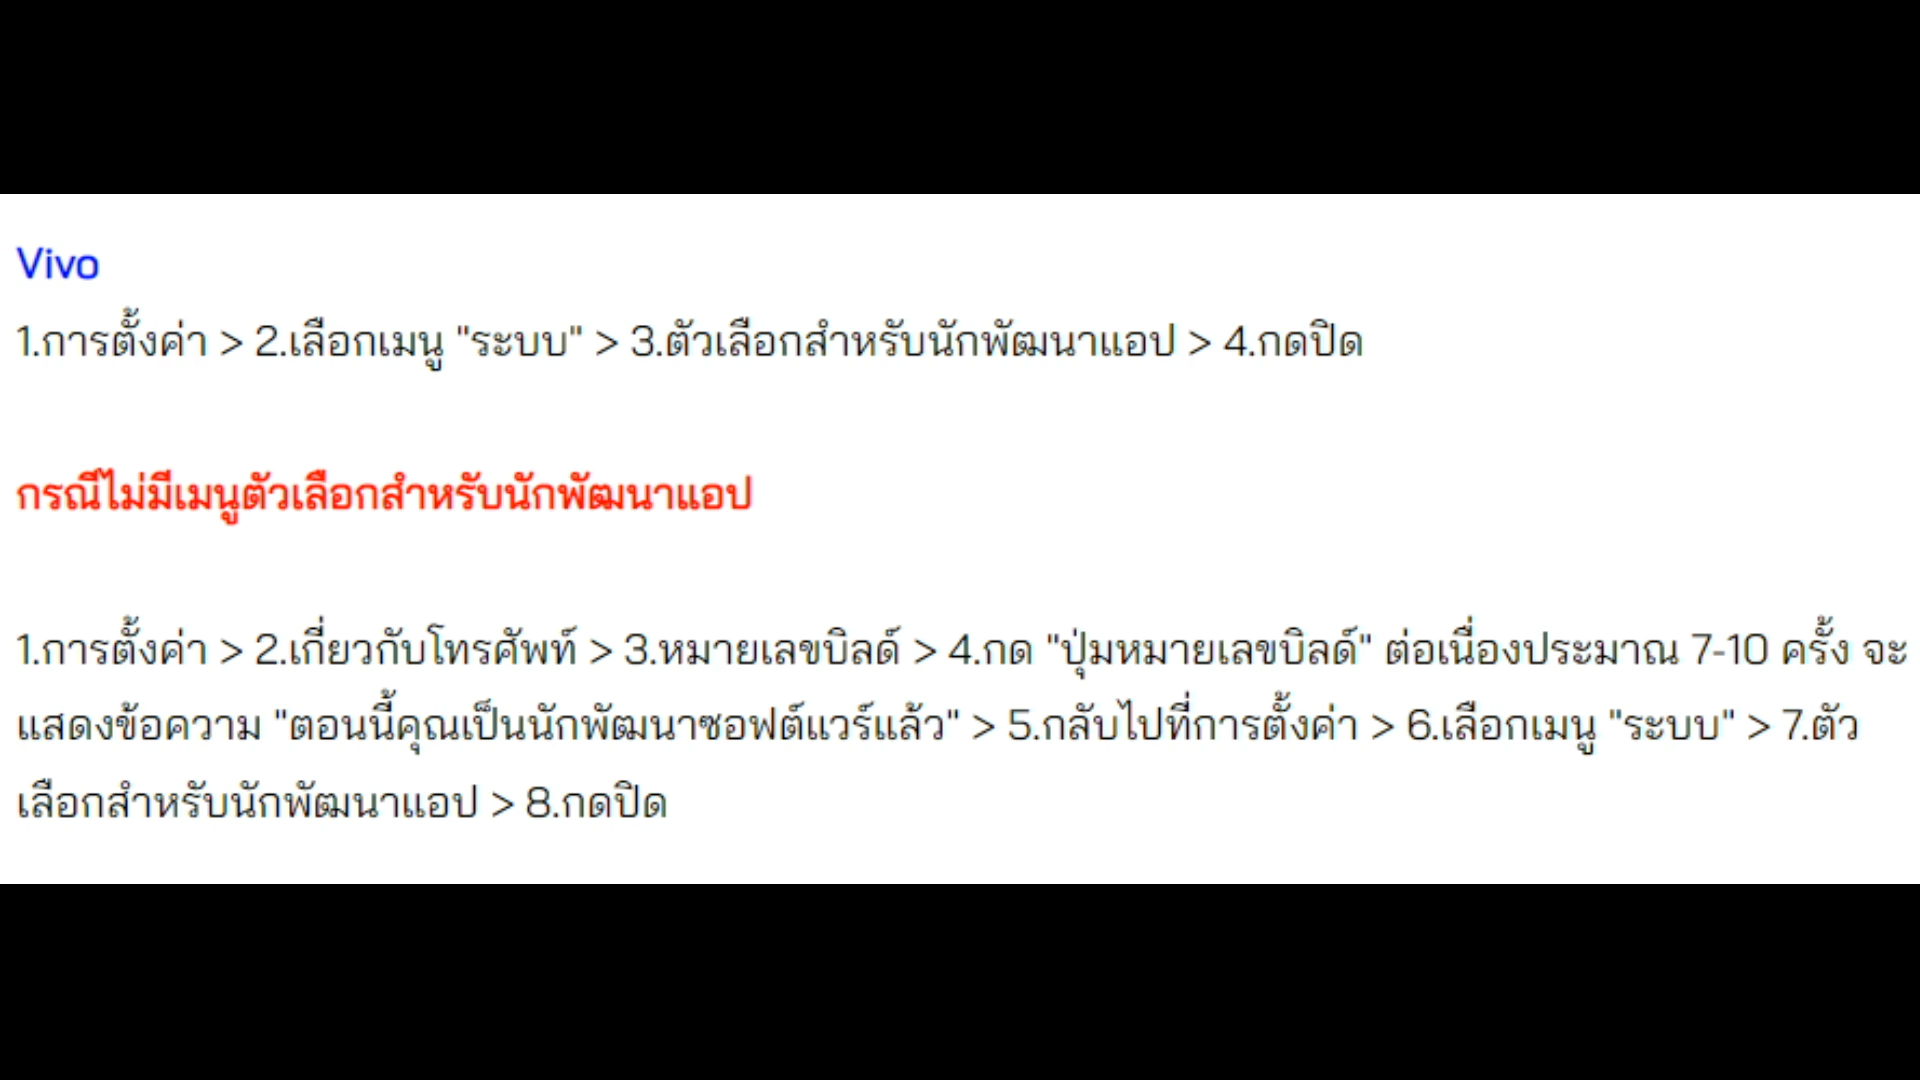 Vivo
1.การตั้งค่า > 2.เลือกเมนู "ระบบ" > 3.ตัวเลือกสำหรับนักพัฒนาแอป > 4.กดปิด
กรณีไม่มีเมนูตัวเลือกสำหรับนักพัฒนาแอป
1.การตั้งค่า > 2.เกี่ยวกับโทรศัพท์ > 3.หมายเลขบิลด์ > 4.กด "ปุ่มหมายเลขบิลด์" ต่อเนื่องประมาณ 7-10 ครั้ง จะ
แสดงข้อความ "ตอนนี้คุณเป็นนักพัฒนาซอฟต์แวร์แล้ว" > 5.กลับไปที่การตั้งค่า > 6.เลือกเมนู "ระบบ" > 7.ตัว
เลือกสำหรับนักพัฒนาแอป > 8.กดปิด